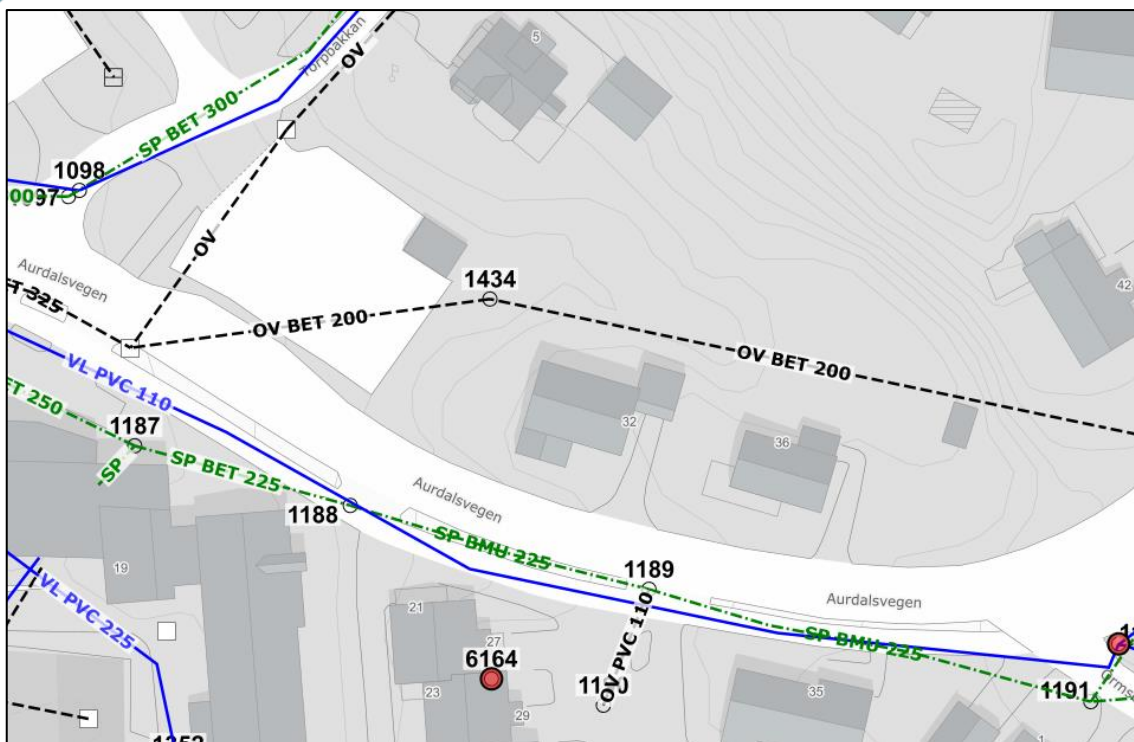 5
Torpbakkan
OV
SP BET 300
1098
OV
Aurdalsvegen
1434
OV BET 200
OV BET 200
42
VL PVC 110
1187
SP
SP BET 225
32
36
1188
Aurdalsvegen
SP BMU 225
19
1189
Aurdalsvegen
VL PVC 225
21
27
OV PVC 110
SP BMU 225
6164
23
29
35
1191